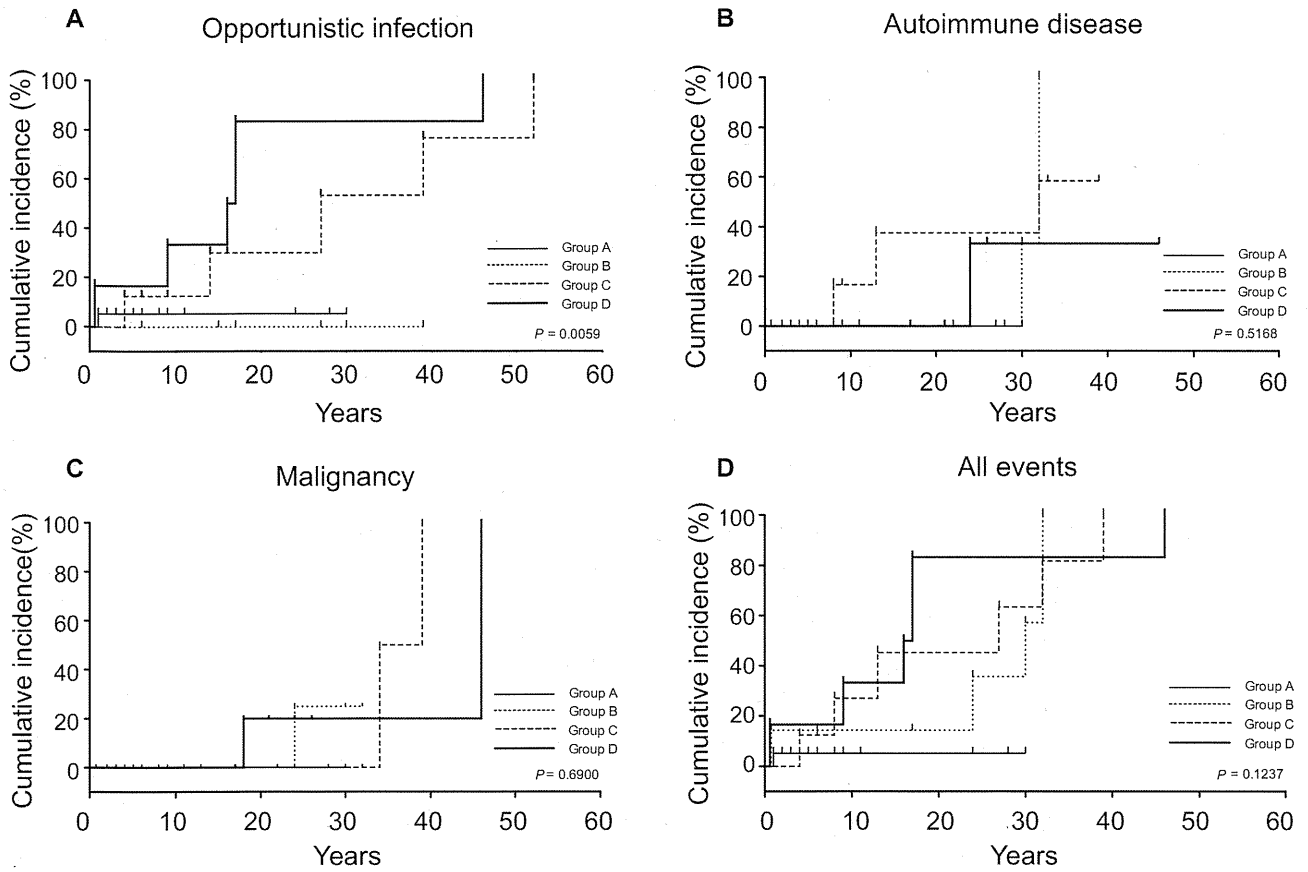 A
Opportunistic infection
Cumulative incidence (%)
100
80
60
40
20
0
0 10 20 30 40 50 60
Years
Group A
Group B
Group C
Group D
P = 0.0059
B
Autoimmune disease
Cumulative incidence (%)
100
80
60
40
20
0
0 10 20 30 40 50 60
Years
Group A
Group B
Group C
Group D
P = 0.5168
C
Malignancy
Cumulative incidence(%)
100
80
60
40
20
0
0 10 20 30 40 50 60
Years
Group A
Group B
Group C
Group D
P = 0.6900
D
All events
Cumulative incidence (%)
100
80
60
40
20
0
0 10 20 30 40 50 60
Years
Group A
Group B
Group C
Group D
P = 0.1237